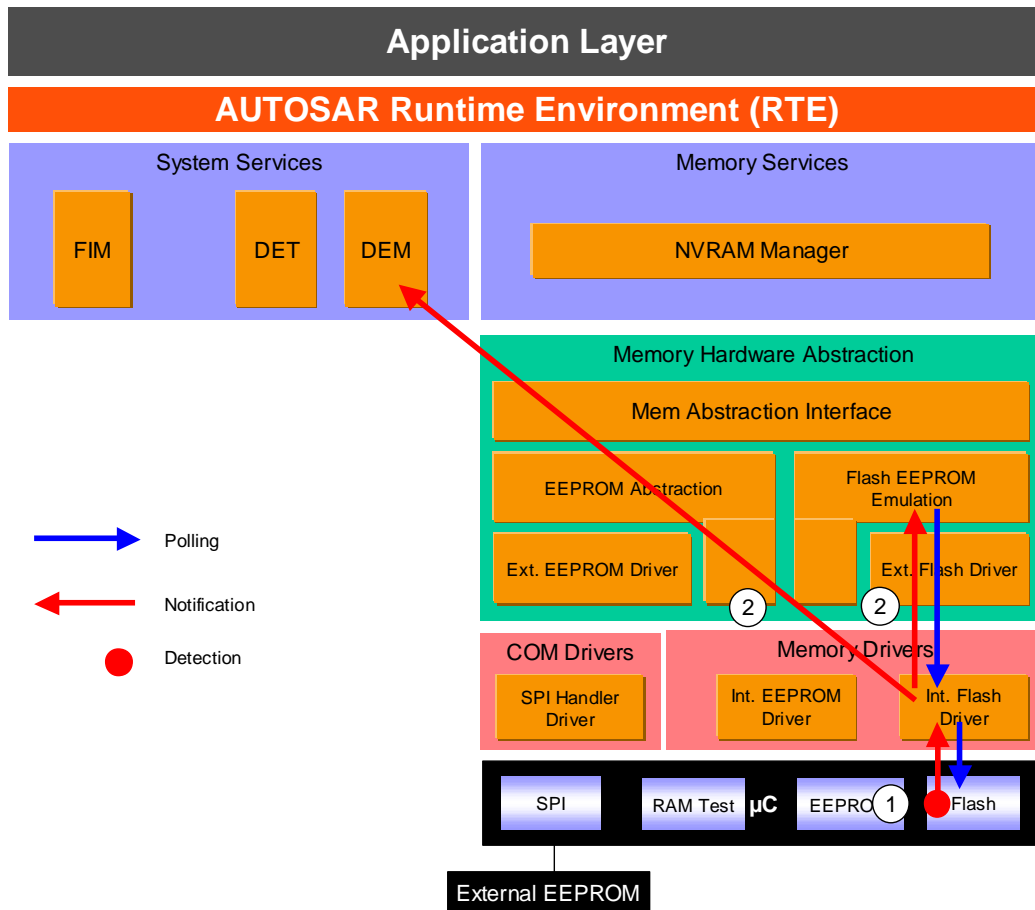 Application Layer
AUTOSAR Runtime Environment (RTE)
System Services
Memory Services
FIM
DET
DEM
NVRAM Manager
Memory Hardware Abstraction
Mem Abstraction Interface
EEPROM Abstraction
Flash EEPROM
Emulation
Polling
Ext. EEPROM Driver
Ext. Flash Driver
Notification
2
2
Detection
COM Drivers
Memory Drivers
SPI Handler
Driver
Int. EEPROM
Driver
Int. Flash
Driver
SPI
RAM Test
µC
EEPRO
1
Flash
External EEPROM